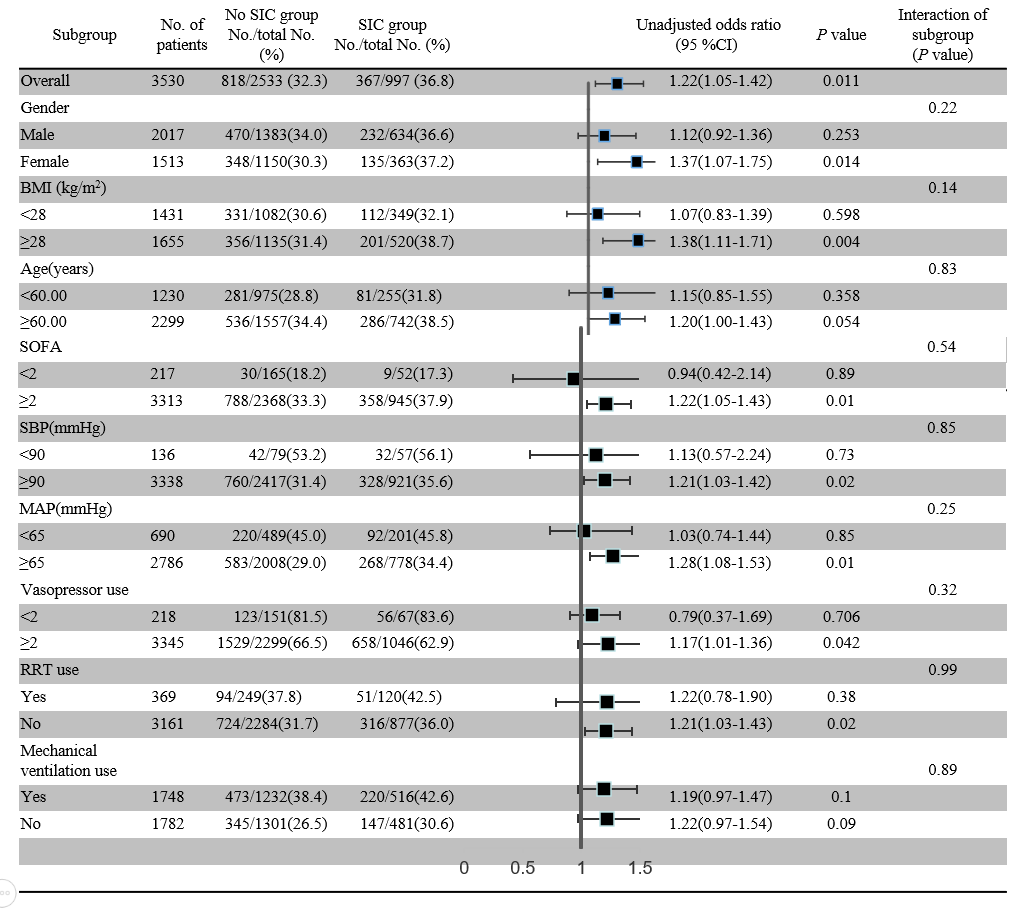 Subgroup No. of patients No SIC group No./total No. (%) SIC group No./total No. (%) Unadjusted odds ratio (95 %CI) P value Interaction of subgroup (P value)
Overall 3530 818/2533 (32.3) 367/997 (36.8) 1.22(1.05-1.42) 0.011
Gender 0.22
Male 2017 470/1383(34.0) 232/634(36.6) 1.12(0.92-1.36) 0.253
Female 1513 348/1150(30.3) 135/363(37.2) 1.37(1.07-1.75) 0.014
BMI (kg/m²) 0.14
<28 1431 331/1082(30.6) 112/349(32.1) 1.07(0.83-1.39) 0.598
≥28 1655 356/1135(31.4) 201/520(38.7) 1.38(1.11-1.71) 0.004
Age(years) 0.83
<60.00 1230 281/975(28.8) 81/255(31.8) 1.15(0.85-1.55) 0.358
≥60.00 2299 536/1557(34.4) 286/742(38.5) 1.20(1.00-1.43) 0.054
SOFA 0.54
<2 217 30/165(18.2) 9/52(17.3) 0.94(0.42-2.14) 0.89
≥2 3313 788/2368(33.3) 358/945(37.9) 1.22(1.05-1.43) 0.01
SBP(mmHg) 0.85
<90 136 42/79(53.2) 32/57(56.1) 1.13(0.57-2.24) 0.73
≥90 3338 760/2417(31.4) 328/921(35.6) 1.21(1.03-1.42) 0.02
MAP(mmHg) 0.25
<65 690 220/489(45.0) 92/201(45.8) 1.03(0.74-1.44) 0.85
≥65 2786 583/2008(29.0) 268/778(34.4) 1.28(1.08-1.53) 0.01
Vasopressor use 0.32
<2 218 123/151(81.5) 56/67(83.6) 0.79(0.37-1.69) 0.706
≥2 3345 1529/2299(66.5) 658/1046(62.9) 1.17(1.01-1.36) 0.042
RRT use 0.99
Yes 369 94/249(37.8) 51/120(42.5) 1.22(0.78-1.90) 0.38
No 3161 724/2284(31.7) 316/877(36.0) 1.21(1.03-1.43) 0.02
Mechanical
ventilation use 0.89
Yes 1748 473/1232(38.4) 220/516(42.6) 1.19(0.97-1.47) 0.1
No 1782 345/1301(26.5) 147/481(30.6) 1.22(0.97-1.54) 0.09
0 0.5 1 1.5